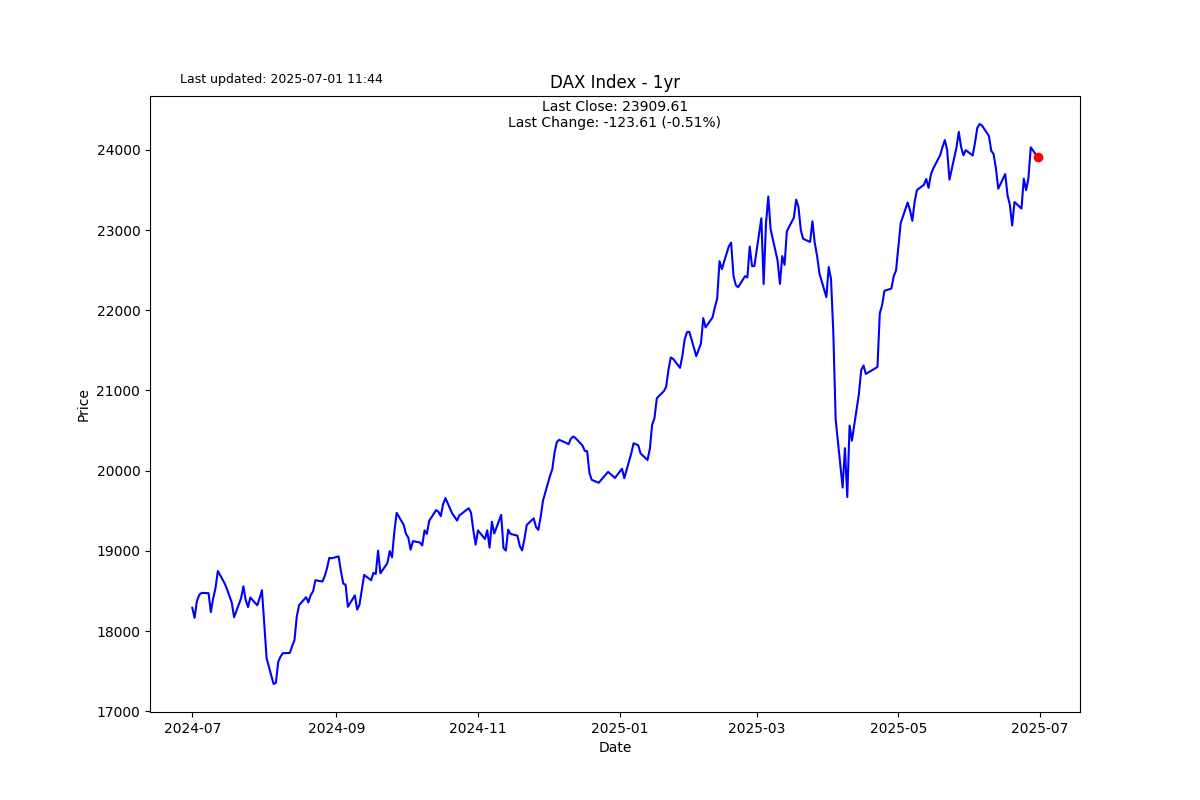 Last updated: 2025-07-01 11:44
DAX Index - 1yr
Last Close: 23909.61
Last Change: -123.61 (-0.51%)
24000
23000
22000
21000
20000
19000
18000
17000
Price
2024-07
2024-09
2024-11
2025-01
2025-03
2025-05
2025-07
Date